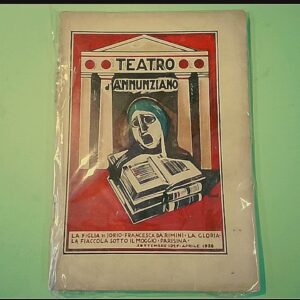 TEATRO
d'ANNUNZIANO
LA FIGLIA DI JORIO · FRANCESCA DA RIMINI · LA GLORIA ·
LA FIACCOLA SOTTO IL MOGGIO · PARISINA ·
SETTEMBRE 1927 · APRILE 1928